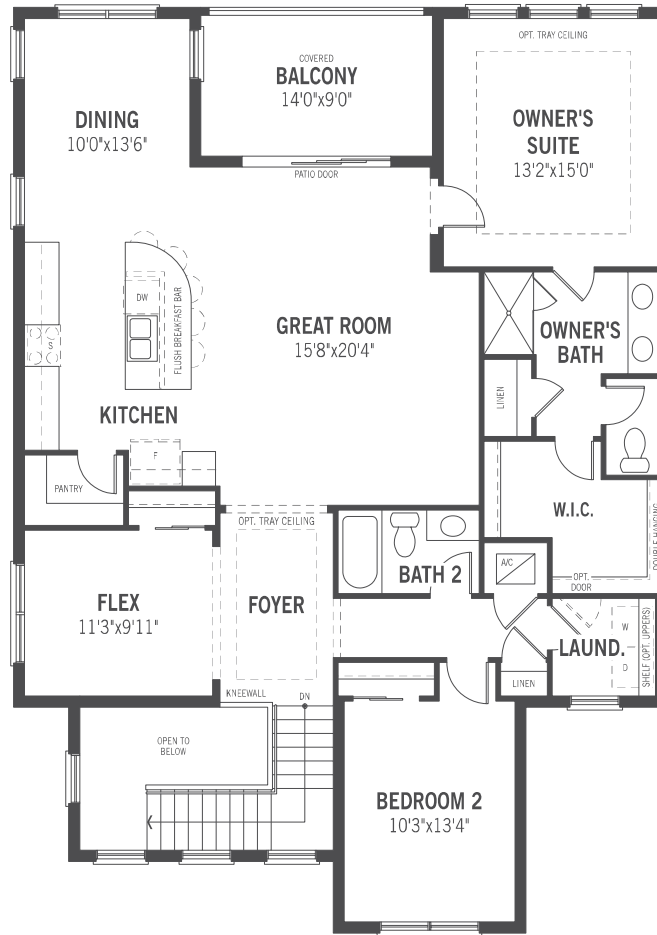 OPT. TRAY CEILING
COVERED
BALCONY
14'0"x9'0"
DINING
10'0"x13'6"
OWNER'S
SUITE
13'2"x15'0"
PATIO DOOR
DW
FLUSH BREAKFAST BAR
S
GREAT ROOM
15'8"x20'4"
OWNER'S
BATH
LINEN
KITCHEN
F
PANTRY
W.I.C.
DOUBLE HANGING
OPT. TRAY CEILING
A/C
BATH 2
OPT.
DOOR
FLEX
11'3"x9'11"
FOYER
W
LAUND.
D
SHELF (OPT. UPPERS)
LINEN
KNEEWALL
DN
OPEN TO
BELOW
BEDROOM 2
10'3"x13'4"